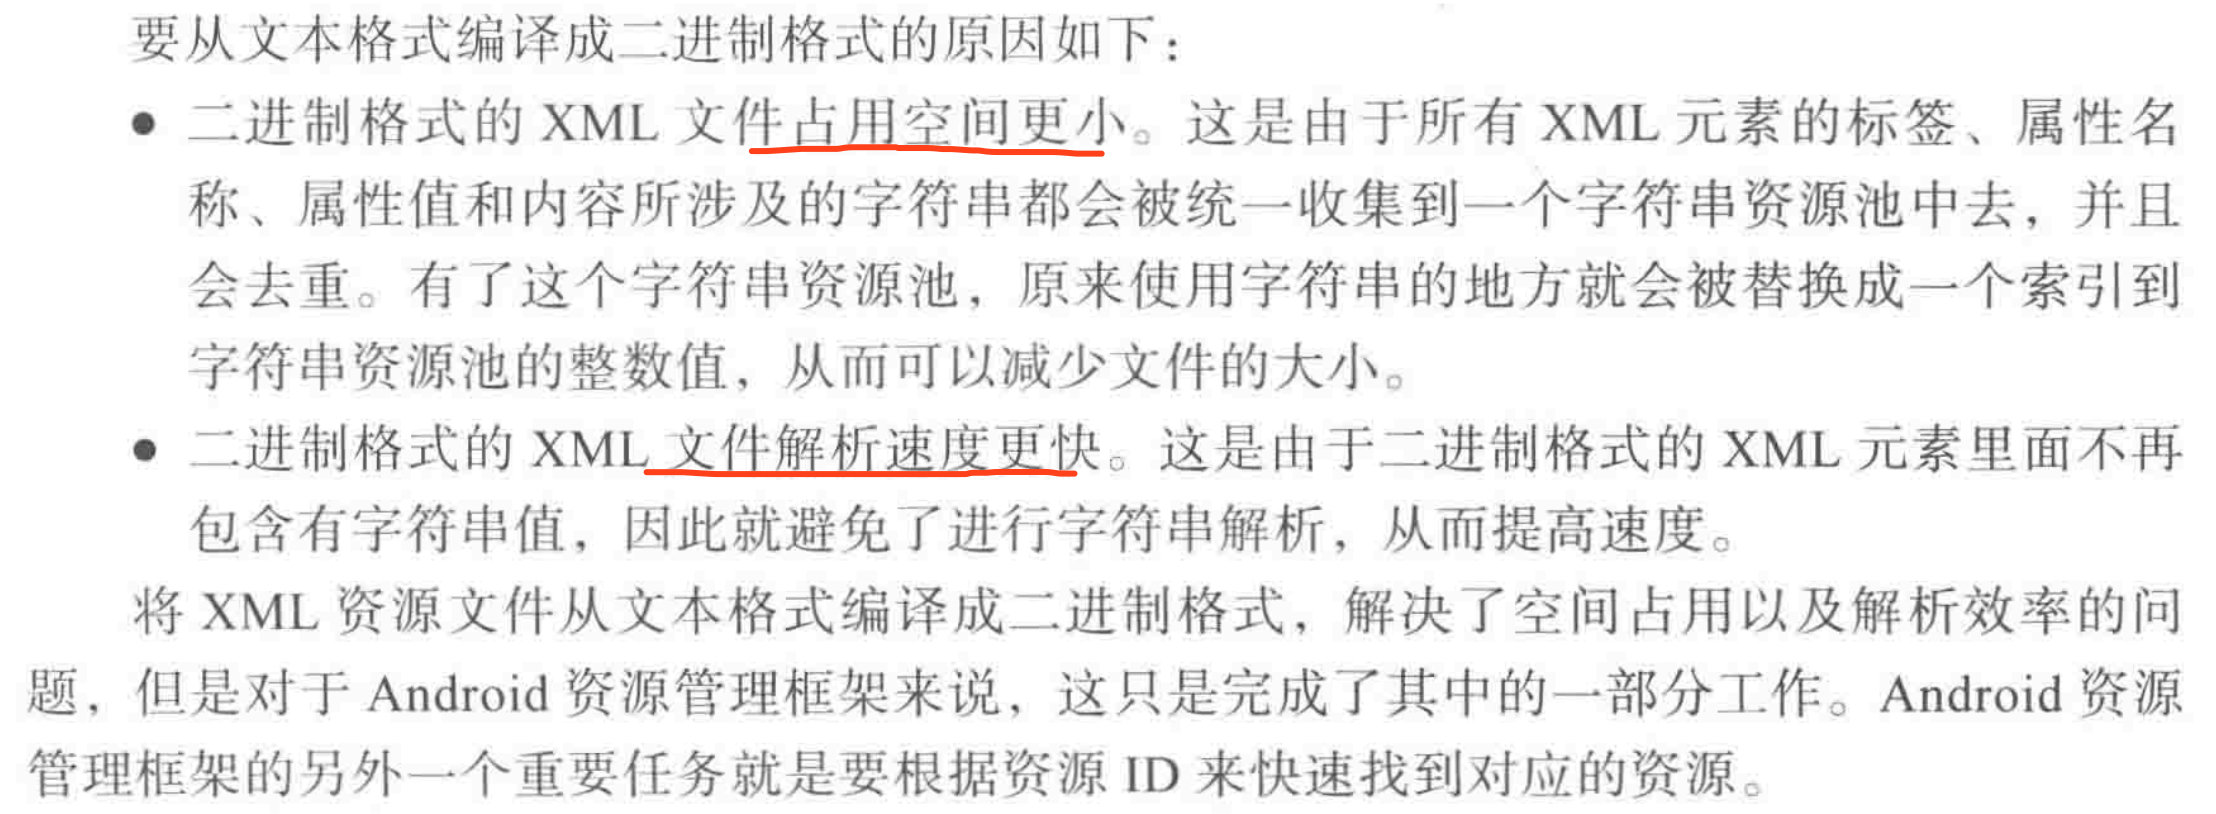 要从文本格式编译成二进制格式的原因如下：
● 二进制格式的 XML 文件占用空间更小。这是由于所有 XML 元素的标签、属性名
称、属性值和内容所涉及的字符串都会被统一收集到一个字符串资源池中去，并且
会去重。有了这个字符串资源池，原来使用字符串的地方就会被替换成一个索引到
字符串资源池的整数值，从而可以减少文件的大小。
● 二进制格式的 XML 文件解析速度更快。这是由于二进制格式的 XML 元素里面不再
包含有字符串值，因此就避免了进行字符串解析，从而提高速度。
将 XML 资源文件从文本格式编译成二进制格式，解决了空间占用以及解析效率的问
题，但是对于 Android 资源管理框架来说，这只是完成了其中的一部分工作。Android 资源
管理框架的另外一个重要任务就是要根据资源 ID 来快速找到对应的资源。